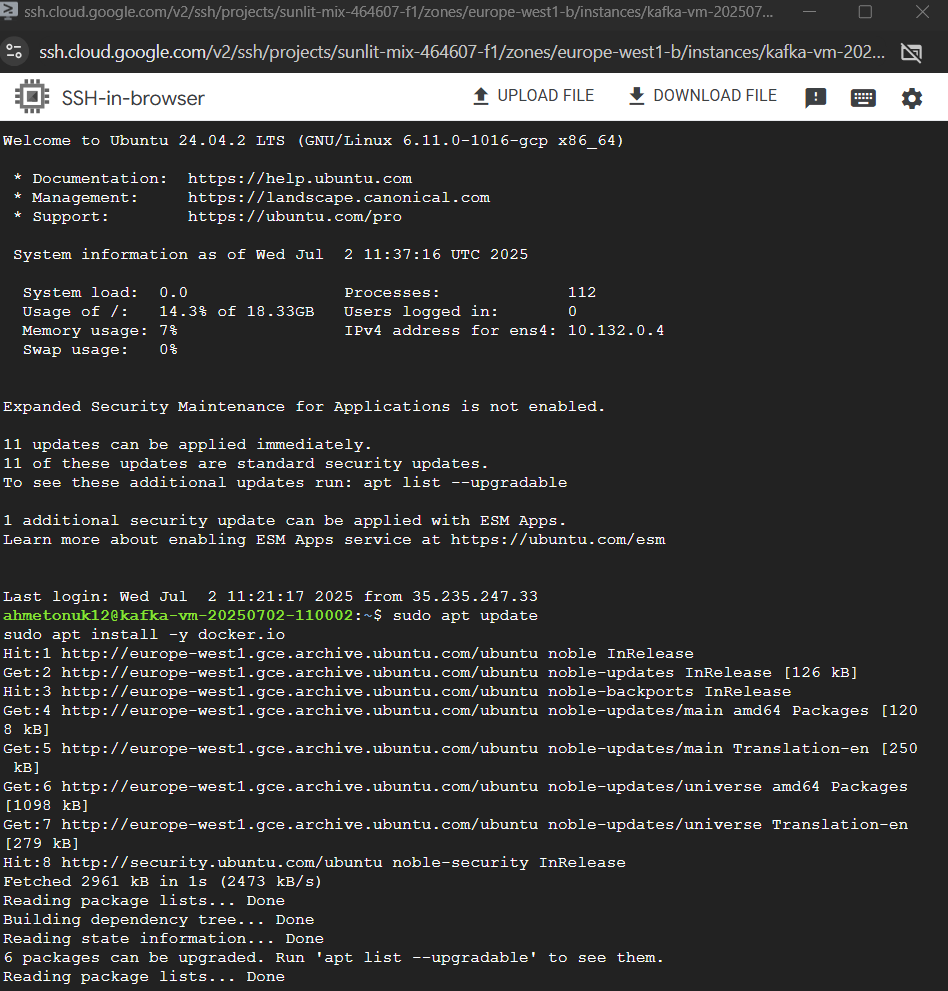 ssh.cloud.google.com/v2/ssh/projects/sunlit-mix-464607-f1/zones/europe-west1-b/instances/kafka-vm-202507...
ssh.cloud.google.com/v2/ssh/projects/sunlit-mix-464607-f1/zones/europe-west1-b/instances/kafka-vm-202...
SSH-in-browser UPLOAD FILE DOWNLOAD FILE
Welcome to Ubuntu 24.04.2 LTS (GNU/Linux 6.11.0-1016-gcp x86_64)
* Documentation: https://help.ubuntu.com
* Management: https://landscape.canonical.com
* Support: https://ubuntu.com/pro
System information as of Wed Jul 2 11:37:16 UTC 2025
System load: 0.0 Processes: 112
Usage of /: 14.3% of 18.33GB Users logged in: 0
Memory usage: 7% IPv4 address for ens4: 10.132.0.4
Swap usage: 0%
Expanded Security Maintenance for Applications is not enabled.
11 updates can be applied immediately.
11 of these updates are standard security updates.
To see these additional updates run: apt list --upgradable
1 additional security update can be applied with ESM Apps.
Learn more about enabling ESM Apps service at https://ubuntu.com/esm
Last login: Wed Jul 2 11:21:17 2025 from 35.235.247.33
ahmetonuk12@kafka-vm-20250702-110002:~$ sudo apt update
sudo apt install -y docker.io
Hit:1 http://europe-west1.gce.archive.ubuntu.com/ubuntu noble InRelease
Get:2 http://europe-west1.gce.archive.ubuntu.com/ubuntu noble-updates InRelease [126 kB]
Hit:3 http://europe-west1.gce.archive.ubuntu.com/ubuntu noble-backports InRelease
Get:4 http://europe-west1.gce.archive.ubuntu.com/ubuntu noble-updates/main amd64 Packages [120
8 kB]
Get:5 http://europe-west1.gce.archive.ubuntu.com/ubuntu noble-updates/main Translation-en [250
kB]
Get:6 http://europe-west1.gce.archive.ubuntu.com/ubuntu noble-updates/universe amd64 Packages
[1098 kB]
Get:7 http://europe-west1.gce.archive.ubuntu.com/ubuntu noble-updates/universe Translation-en
[279 kB]
Hit:8 http://security.ubuntu.com/ubuntu noble-security InRelease
Fetched 2961 kB in 1s (2473 kB/s)
Reading package lists... Done
Building dependency tree... Done
Reading state information... Done
6 packages can be upgraded. Run 'apt list --upgradable' to see them.
Reading package lists... Done